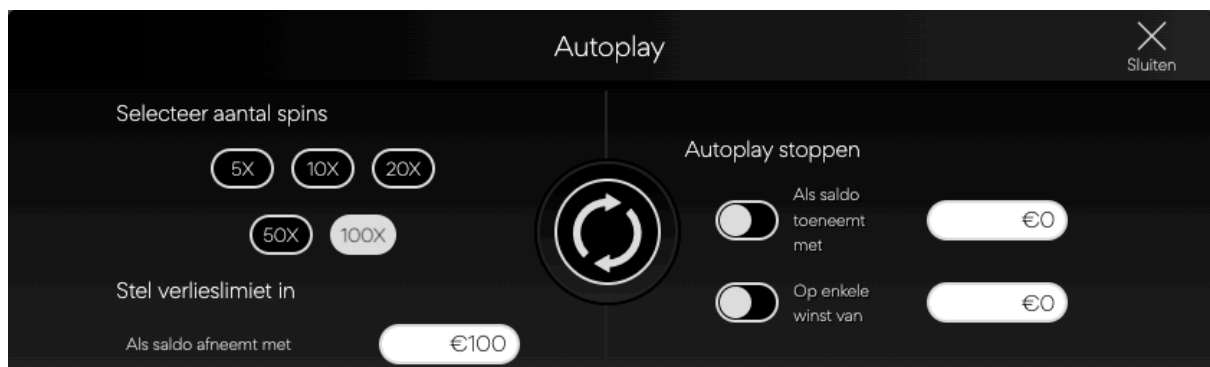 Autoplay
Sluiten
Selecteer aantal spins
5X 10X 20X
50X 100X
Stel verlieslimiet in
Als saldo afneemt met €100
Autoplay stoppen
Als saldo
toeneemt €0
met
Op enkele €0
winst van